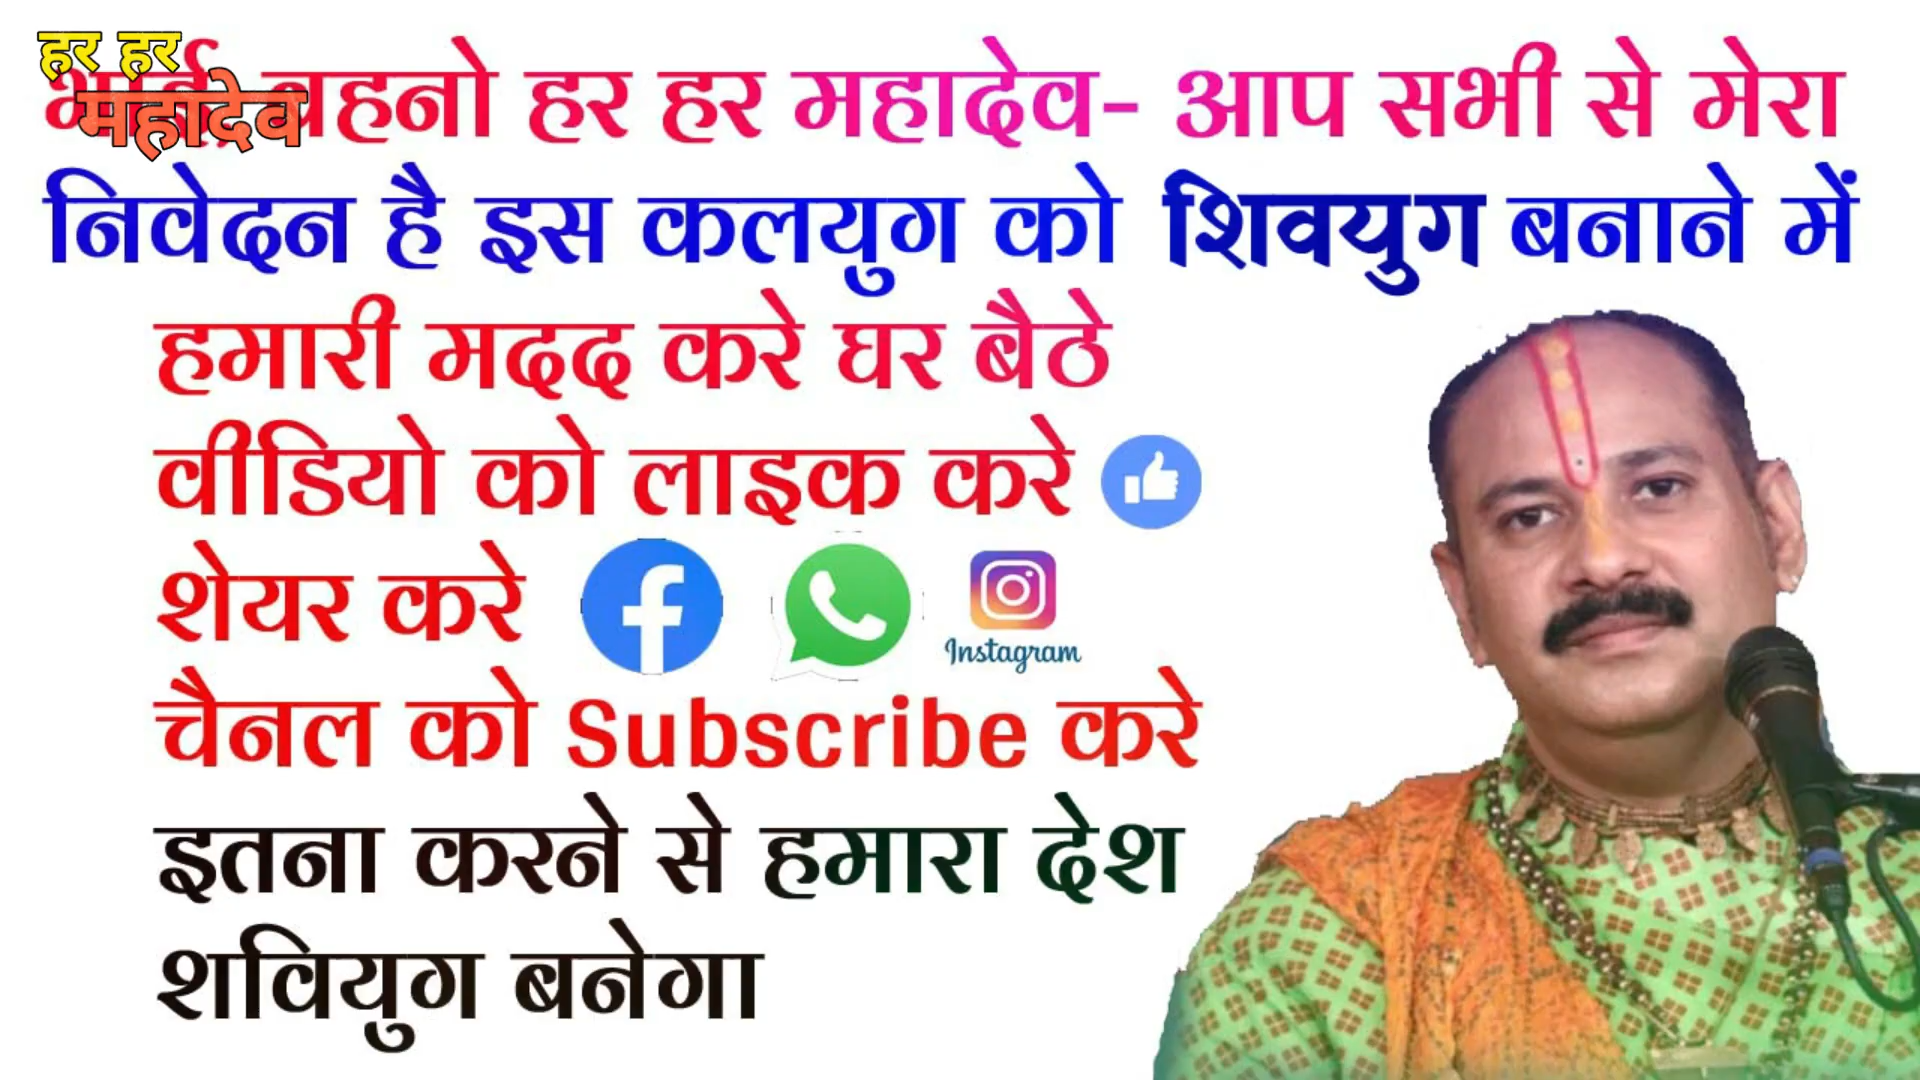 हर हर
महादेव
बहनो हर हर महादेव- आप सभी से मेरा
निवेदन है इस कलयुग को शिवयुग बनाने में
हमारी मदद करे घर बैठे
वीडियो को लाइक करे
शेयर करे
Instagram
चैनल को Subscribe करे
इतना करने से हमारा देश
शवियुग बनेगा